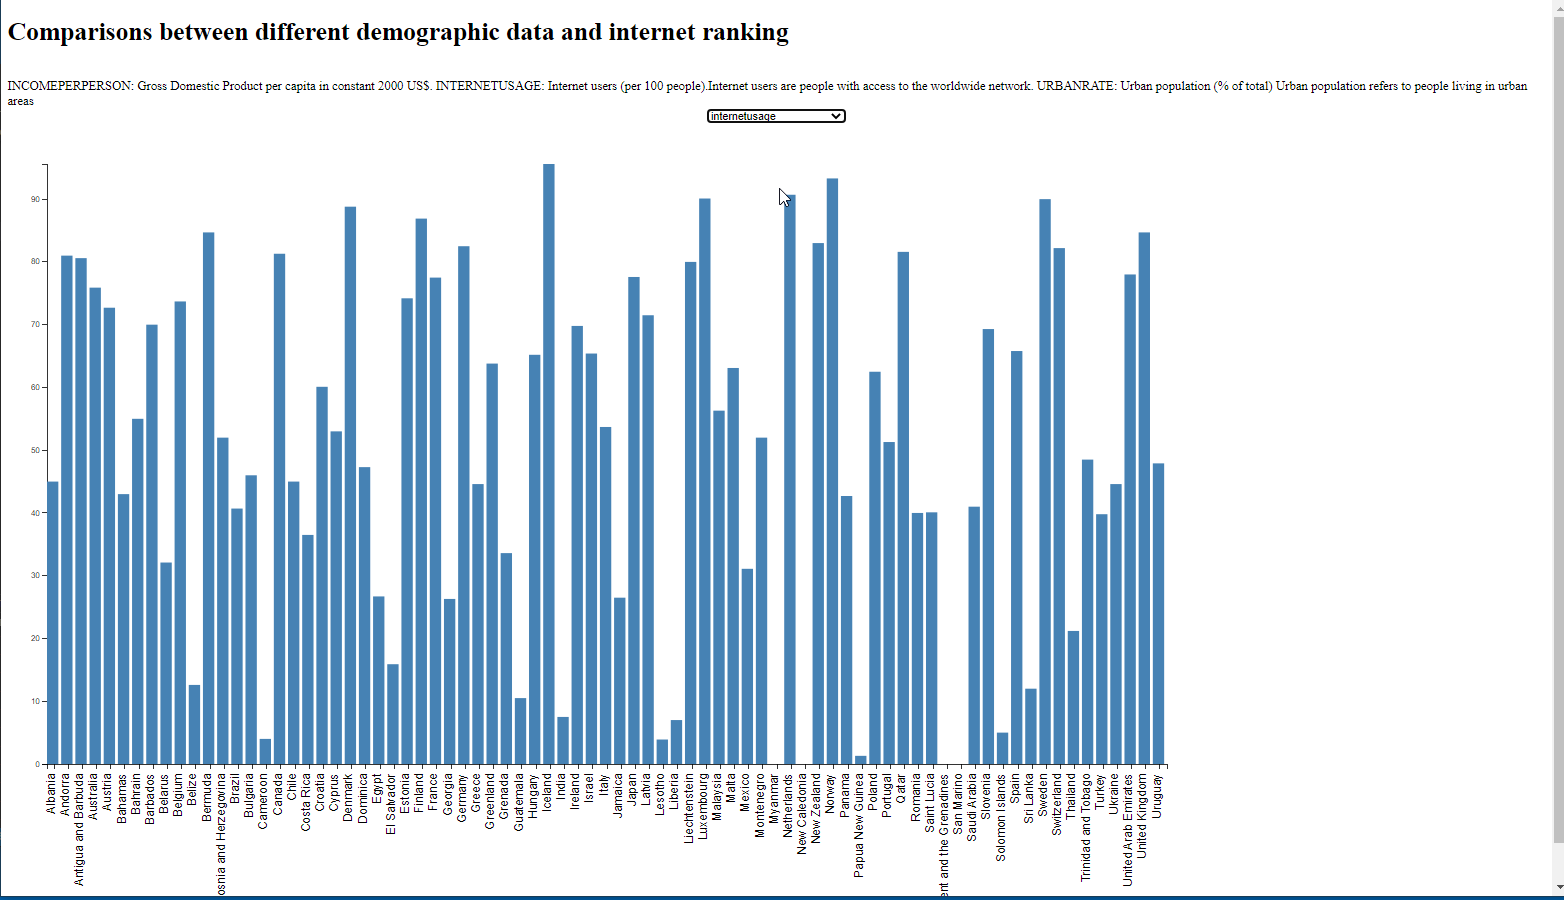 Comparisons between different demographic data and internet ranking
INCOMEPERPERSON: Gross Domestic Product per capita in constant 2000 US$. INTERNETUSAGE: Internet users (per 100 people).Internet users are people with access to the worldwide network. URBANRATE: Urban population (% of total) Urban population refers to people living in urban
areas
internetusage
90
80
70
60
50
40
30
20
10
0
Albania
Andorra
Antigua and Barbuda
Australia
Austria
Bahamas
Bahrain
Barbados
Belarus
Belgium
Belize
Bermuda
osnia and Herzegovina
Brazil
Bulgaria
Cameroon
Canada
Chile
Costa Rica
Croatia
Cyprus
Denmark
Dominica
Egypt
El Salvador
Estonia
Finland
France
Georgia
Germany
Greece
Greenland
Grenada
Guatemala
Hungary
Iceland
India
Ireland
Israel
Italy
Jamaica
Japan
Latvia
Lesotho
Liberia
Liechtenstein
Luxembourg
Malaysia
Malta
Mexico
Montenegro
Myanmar
Netherlands
New Caledonia
New Zealand
Norway
Panama
Papua New Guinea
Poland
Portugal
Qatar
Romania
Saint Lucia
ent and the Grenadines
San Marino
Saudi Arabia
Slovenia
Solomon Islands
Spain
Sri Lanka
Sweden
Switzerland
Thailand
Trinidad and Tobago
Turkey
Ukraine
United Arab Emirates
United Kingdom
Uruguay